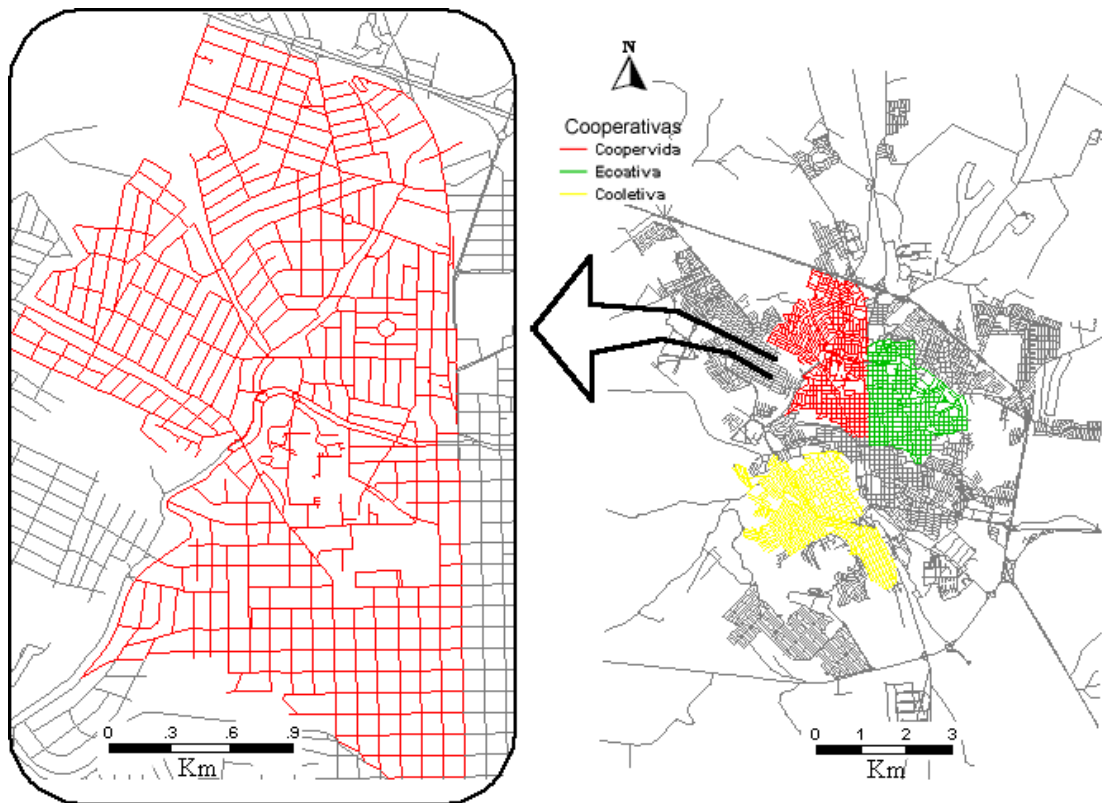 N
Cooperativas
Coopervida
Ecoativa
Cooletiva
0 .3 .6 .9
Km
0 1 2 3
Km